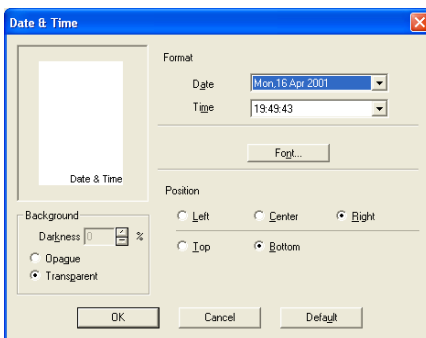 Date & Time
Format
Date Mon,16 Apr 2001
Time 19:49:43
Font...
Date & Time
Position
Left Center Right
Top Bottom
Background
Darkness 0 %
Opaque
Transparent
OK Cancel Default